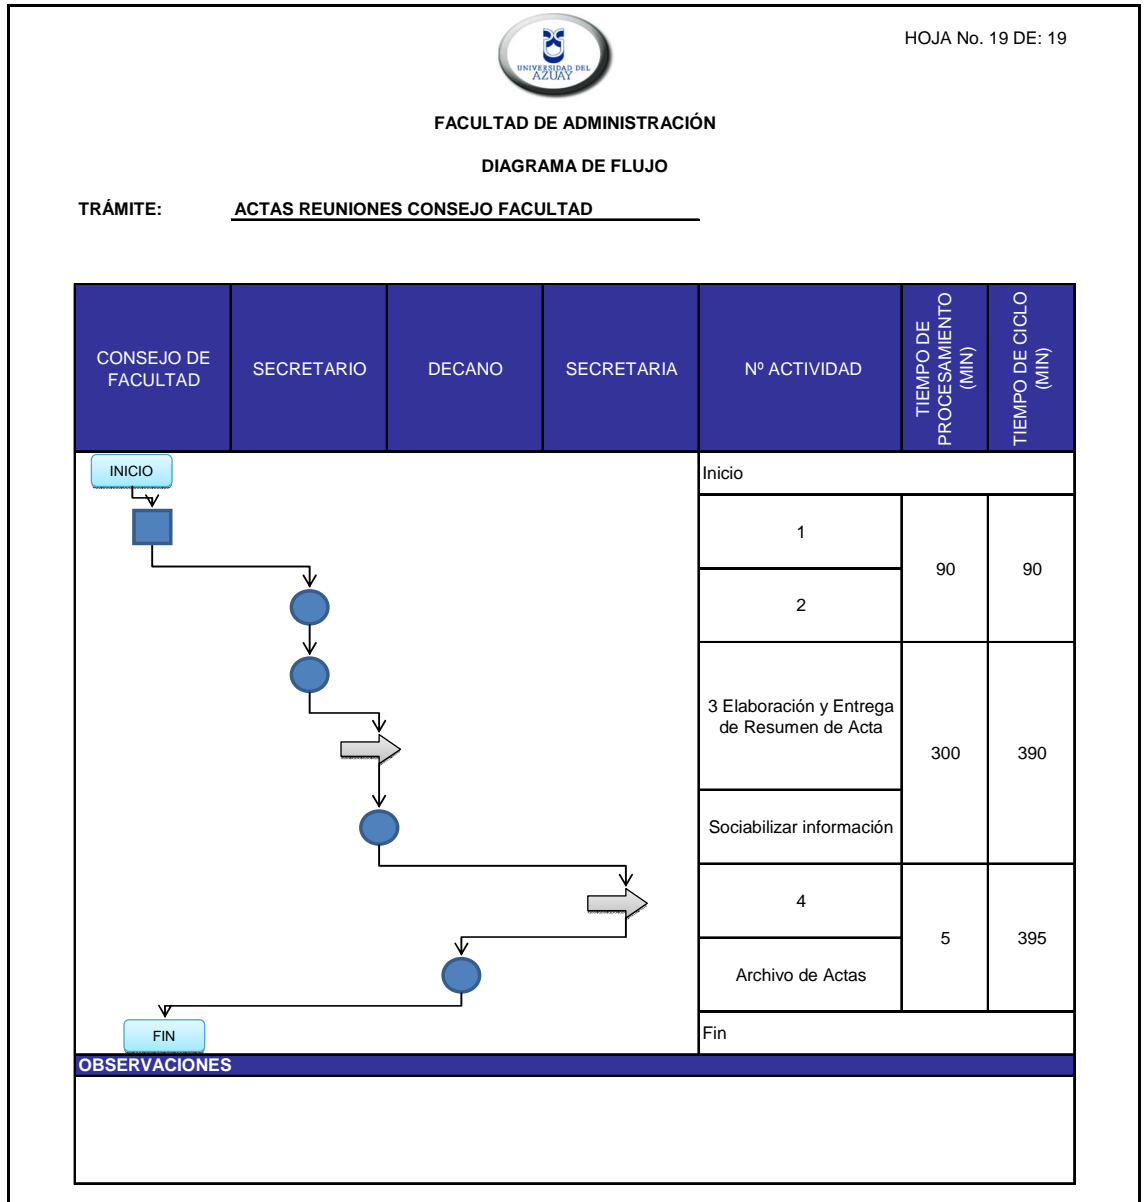 HOJA No. 19 DE: 19
UNIVERSIDAD DEL
AZUAY
FACULTAD DE ADMINISTRACIÓN
DIAGRAMA DE FLUJO
TRÁMITE: ACTAS REUNIONES CONSEJO FACULTAD
CONSEJO DE
FACULTAD
SECRETARIO
DECANO
SECRETARIA
Nº ACTIVIDAD
TIEMPO DE
PROCESAMIENTO
(MIN)
TIEMPO DE CICLO
(MIN)
INICIO
Inicio
1
90
90
2
3 Elaboración y Entrega
de Resumen de Acta
300
390
Sociabilizar información
4
5
395
Archivo de Actas
FIN
Fin
OBSERVACIONES